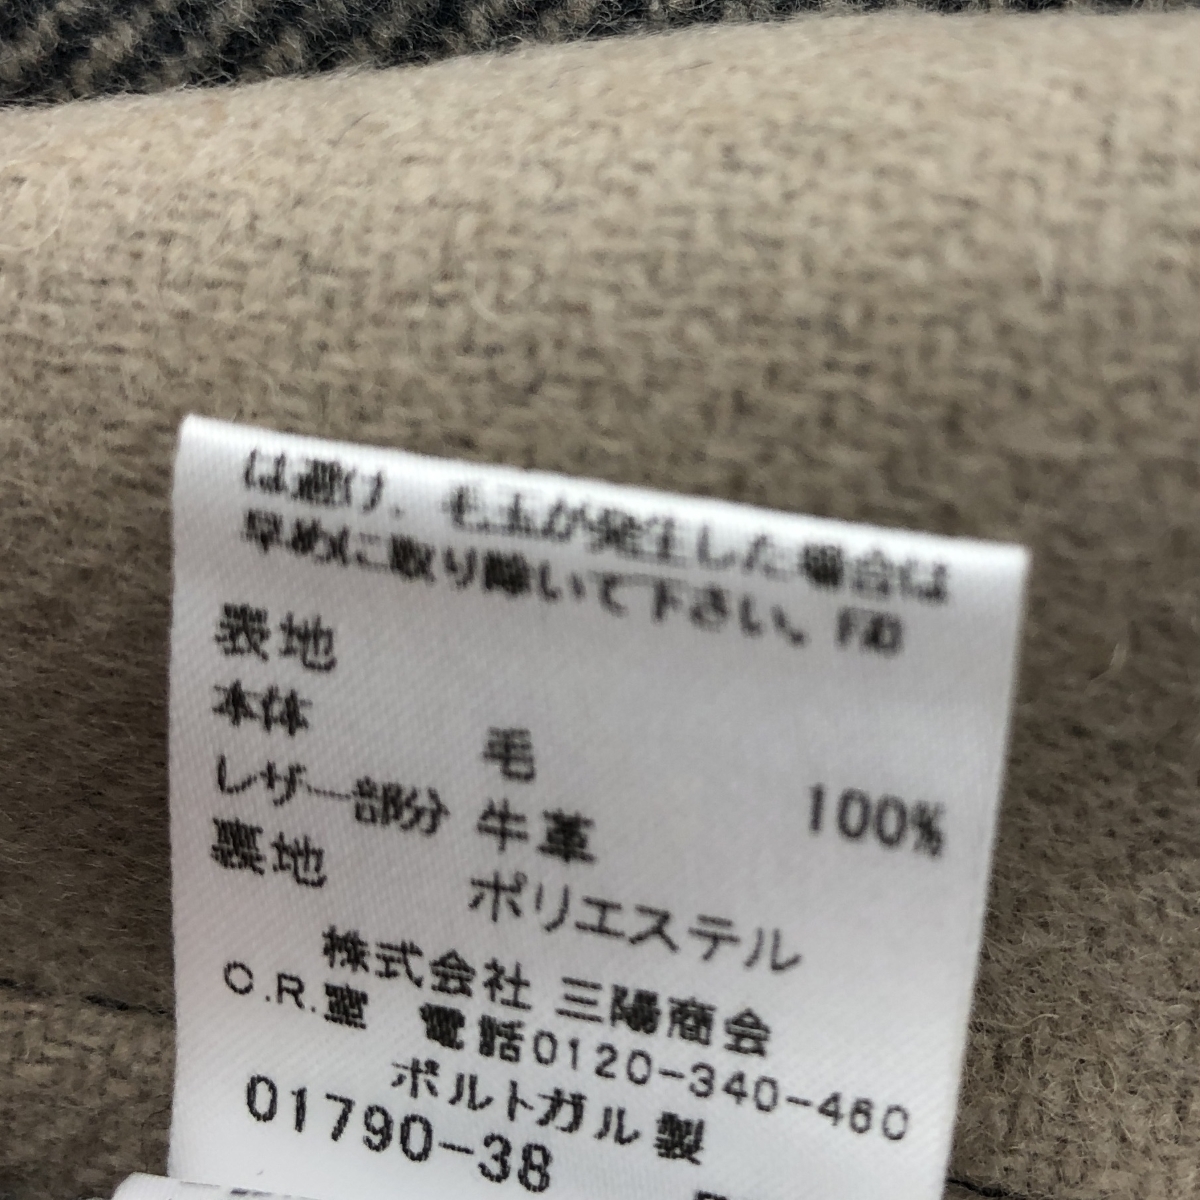 は避け、毛玉が発生した場合は
早めに取り除いて下さい。F40
表地
本体 毛 100%
レザー部分 牛革
裏地 ポリエステル
株式会社 三陽商会
C.R.室 電話0120-340-460
ポルトガル製
01790-38